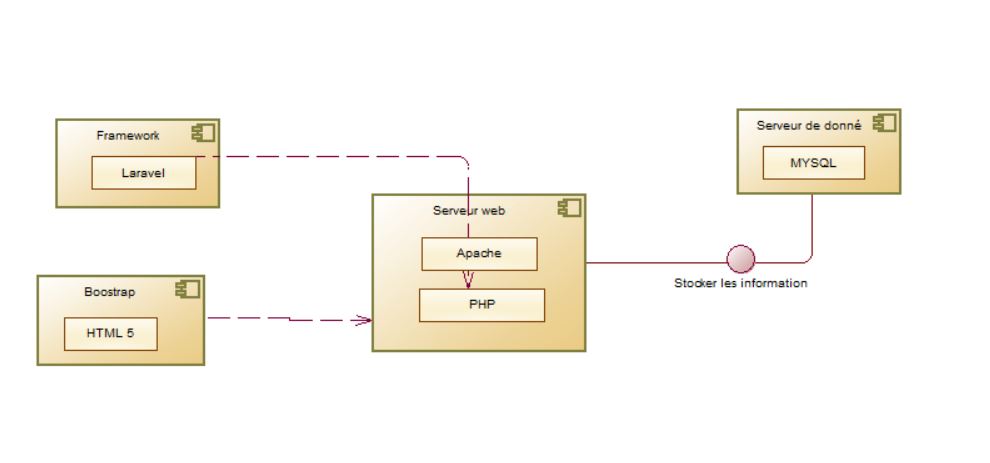 Framework
Laravel
Boostrap
HTML 5
Serveur web
Apache
PHP
Stocker les information
Serveur de donné
MYSQL